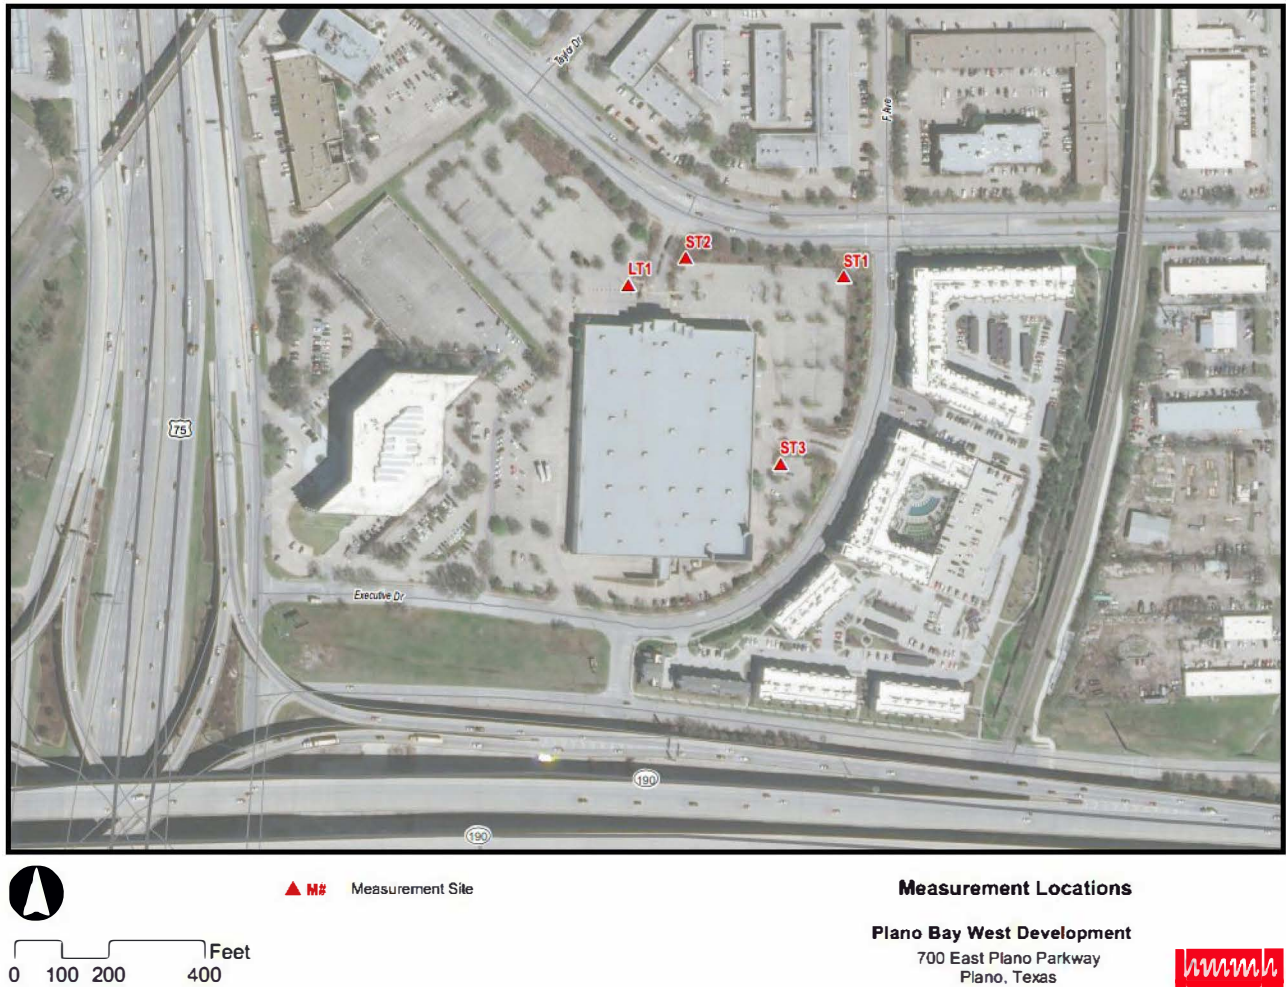 Taylor Dr
F Ave
ST2
LT1
ST1
75
ST3
Executive Dr
190
190
M# Measurement Site
Measurement Locations
Plano Bay West Development
700 East Plano Parkway
Plano, Texas
Feet
0 100 200 400
hmmh